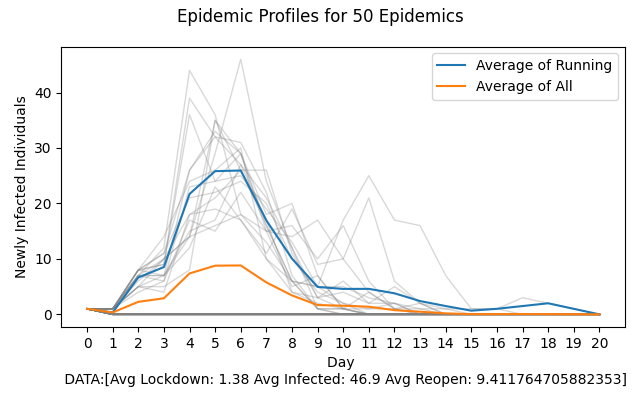 Epidemic Profiles for 50 Epidemics
Average of Running
Average of All
Newly Infected Individuals
40
30
20
10
0
0 1 2 3 4 5 6 7 8 9 10 11 12 13 14 15 16 17 18 19 20
Day
DATA:[Avg Lockdown: 1.38 Avg Infected: 46.9 Avg Reopen: 9.411764705882353]